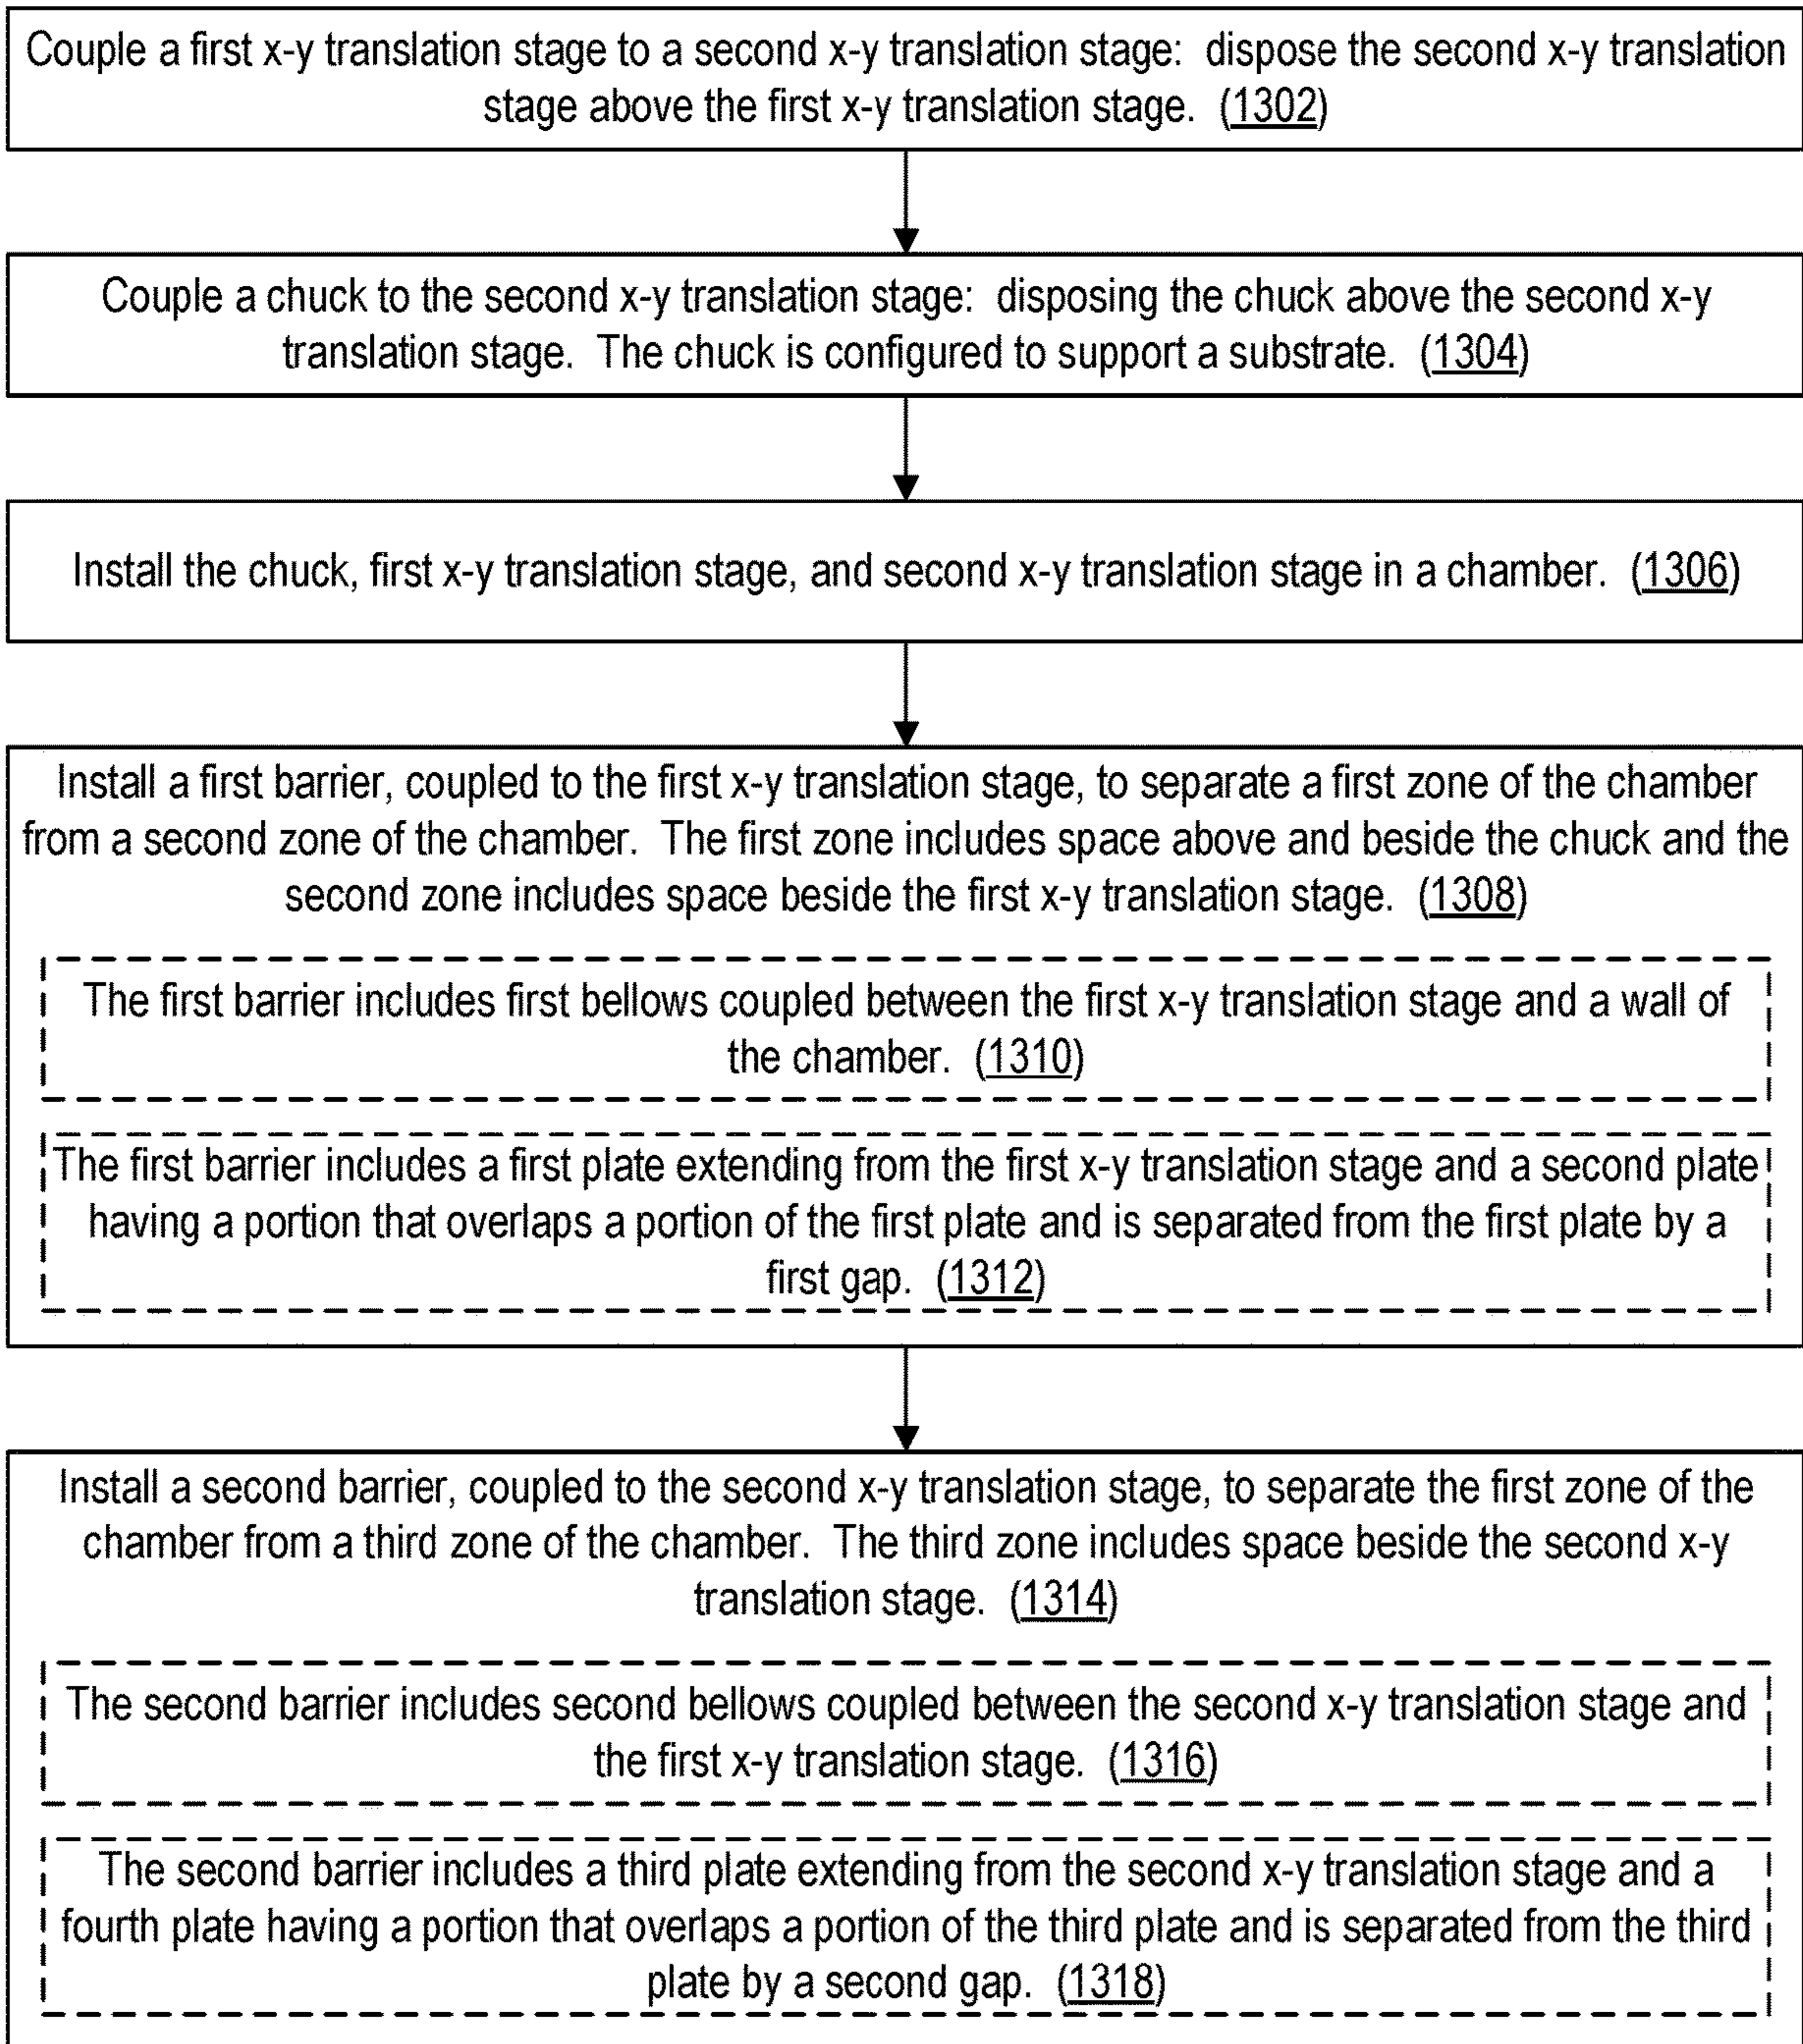 Couple a first x-y translation stage to a second x-y translation stage: dispose the second x-y translation
stage above the first x-y translation stage. (1302)
Couple a chuck to the second x-y translation stage: disposing the chuck above the second x-y
translation stage. The chuck is configured to support a substrate. (1304)
Install the chuck, first x-y translation stage, and second x-y translation stage in a chamber. (1306)
Install a first barrier, coupled to the first x-y translation stage, to separate a first zone of the chamber
from a second zone of the chamber. The first zone includes space above and beside the chuck and the
second zone includes space beside the first x-y translation stage. (1308)
The first barrier includes first bellows coupled between the first x-y translation stage and a wall of
the chamber. (1310)
The first barrier includes a first plate extending from the first x-y translation stage and a second plate
having a portion that overlaps a portion of the first plate and is separated from the first plate by a
first gap. (1312)
Install a second barrier, coupled to the second x-y translation stage, to separate the first zone of the
chamber from a third zone of the chamber. The third zone includes space beside the second x-y
translation stage. (1314)
The second barrier includes second bellows coupled between the second x-y translation stage and
the first x-y translation stage. (1316)
The second barrier includes a third plate extending from the second x-y translation stage and a
fourth plate having a portion that overlaps a portion of the third plate and is separated from the third
plate by a second gap. (1318)